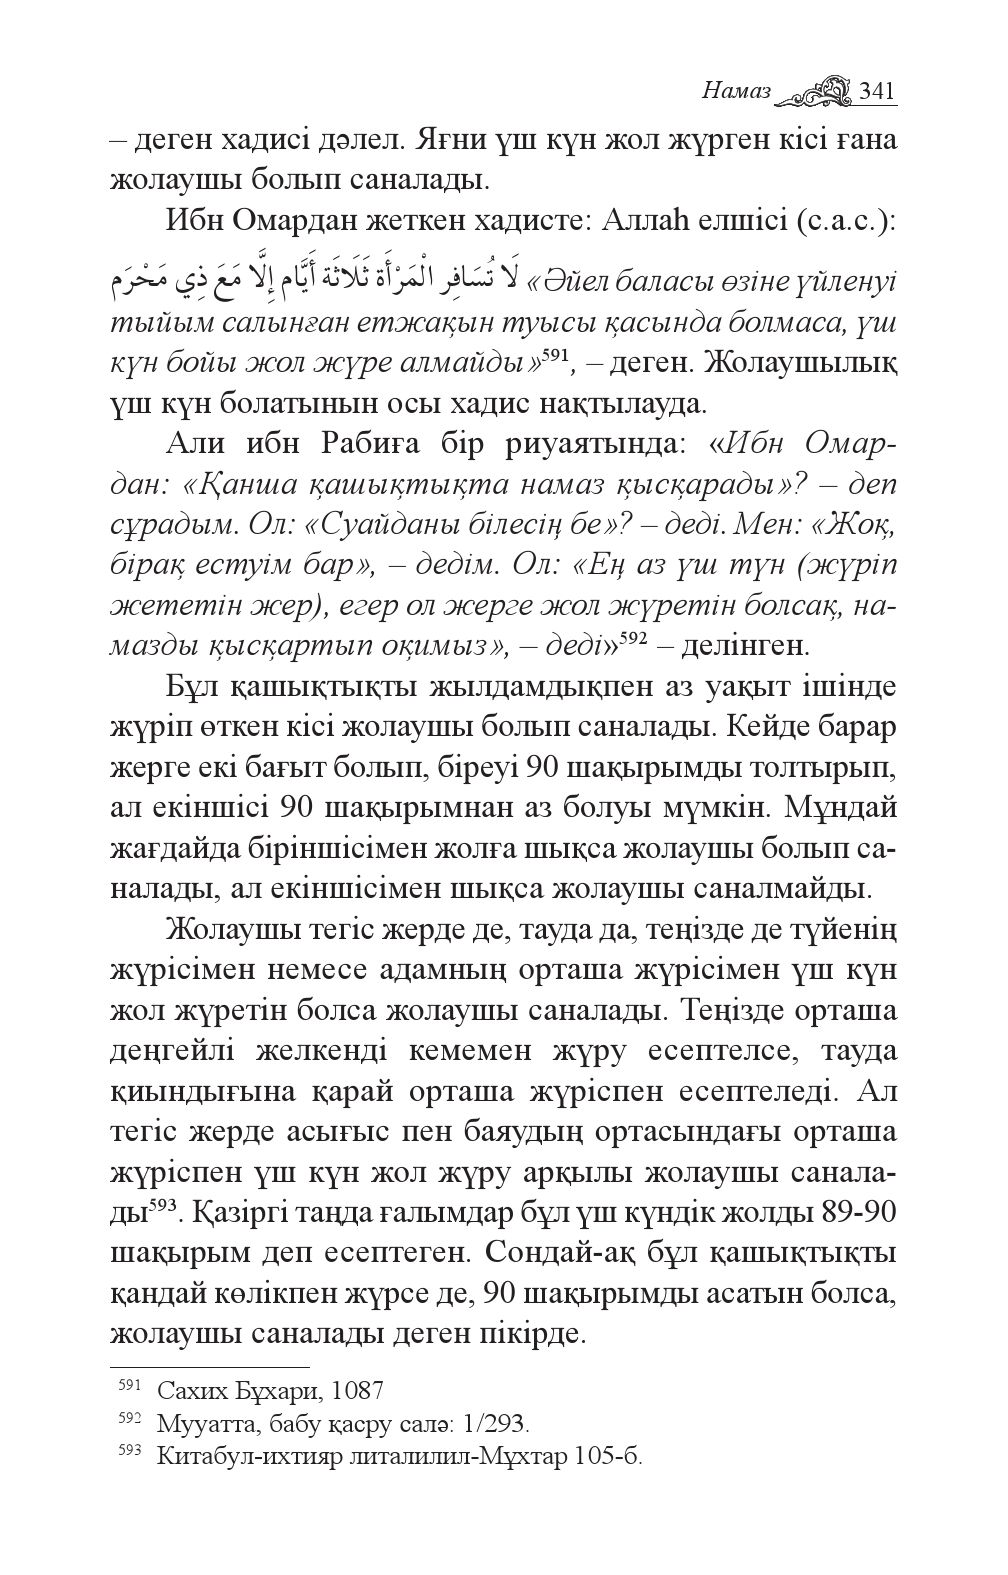 Намаз 341
– деген хадисі дәлел. Яғни үш күн жол жүрген кісі ғана
жолаушы болып саналады.
Ибн Омардан жеткен хадисте: Аллаһ елшісі (с.а.с.):
لَا تُسَافِر الْمَرْأَة ثَلَاثَة أَيَّام إِلَّا مَعَ ذِي مَحْرَم «Әйел баласы өзіне үйленуі
тыйым салынған етжақын туысы қасында болмаса, үш
күн бойы жол жүре алмайды»⁵⁹¹, – деген. Жолаушылық
үш күн болатынын осы хадис нақтылауда.
Али ибн Рабиға бір риуаятында: «Ибн Омар-
дан: «Қанша қашықтықта намаз қысқарады»? – деп
сұрадым. Ол: «Суайданы білесің бе»? – деді. Мен: «Жоқ,
бірақ естуім бар», – дедім. Ол: «Ең аз үш түн (жүріп
жететін жер), егер ол жерге жол жүретін болсақ, на-
мазды қысқартып оқимыз», – деді»⁵⁹² – делінген.
Бұл қашықтықты жылдамдықпен аз уақыт ішінде
жүріп өткен кісі жолаушы болып саналады. Кейде барар
жерге екі бағыт болып, біреуі 90 шақырымды толтырып,
ал екіншісі 90 шақырымнан аз болуы мүмкін. Мұндай
жағдайда біріншісімен жолға шықса жолаушы болып са-
налады, ал екіншісімен шықса жолаушы саналмайды.
Жолаушы тегіс жерде де, тауда да, теңізде де түйенің
жүрісімен немесе адамның орташа жүрісімен үш күн
жол жүретін болса жолаушы саналады. Теңізде орташа
деңгейлі желкенді кемемен жүру есептелсе, тауда
қиындығына қарай орташа жүріспен есептеледі. Ал
тегіс жерде асығыс пен баяудың ортасындағы орташа
жүріспен үш күн жол жүру арқылы жолаушы санала-
ды⁵⁹³. Қазіргі таңда ғалымдар бұл үш күндік жолды 89-90
шақырым деп есептеген. Сондай-ақ бұл қашықтықты
қандай көлікпен жүрсе де, 90 шақырымды асатын болса,
жолаушы саналады деген пікірде.
⁵⁹¹ Сахих Бұхари, 1087
⁵⁹² Мууатта, бабу қасру салә: 1/293.
⁵⁹³ Китабул-ихтияр литалилил-Мұхтар 105-б.